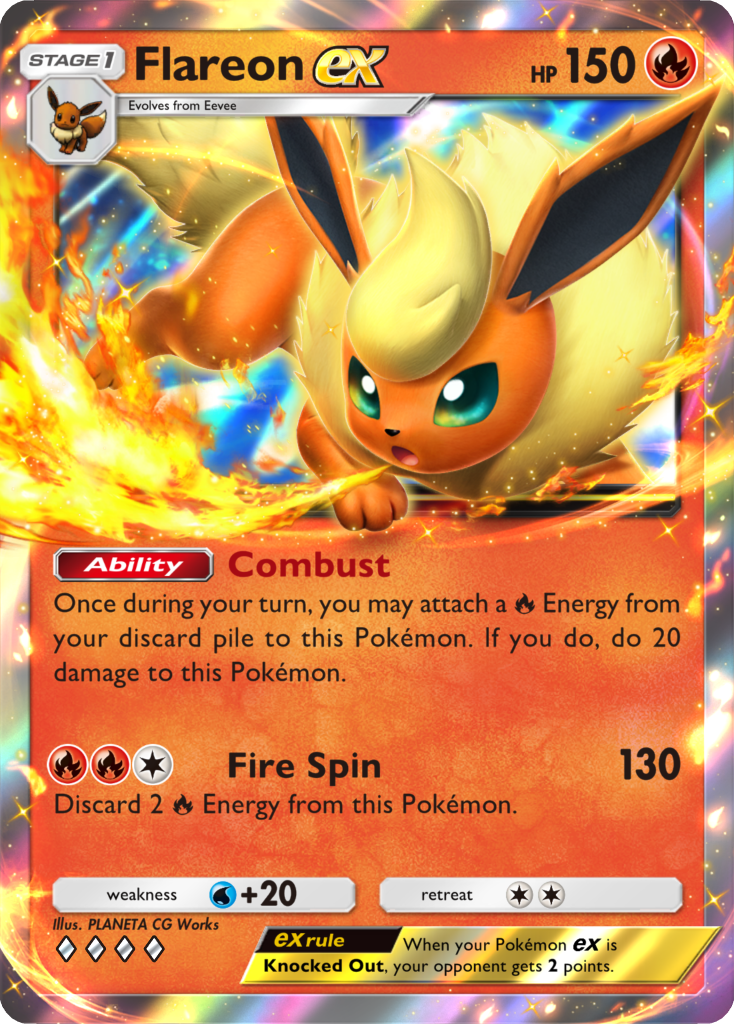 STAGE 1 Flareon ex HP 150
Evolves from Eevee
Ability Combust
Once during your turn, you may attach a Energy from
your discard pile to this Pokémon. If you do, do 20
damage to this Pokémon.
Fire Spin 130
Discard 2 Energy from this Pokémon.
weakness +20 retreat
Illus. PLANETA CG Works
ex rule When your Pokémon ex is
Knocked Out, your opponent gets 2 points.